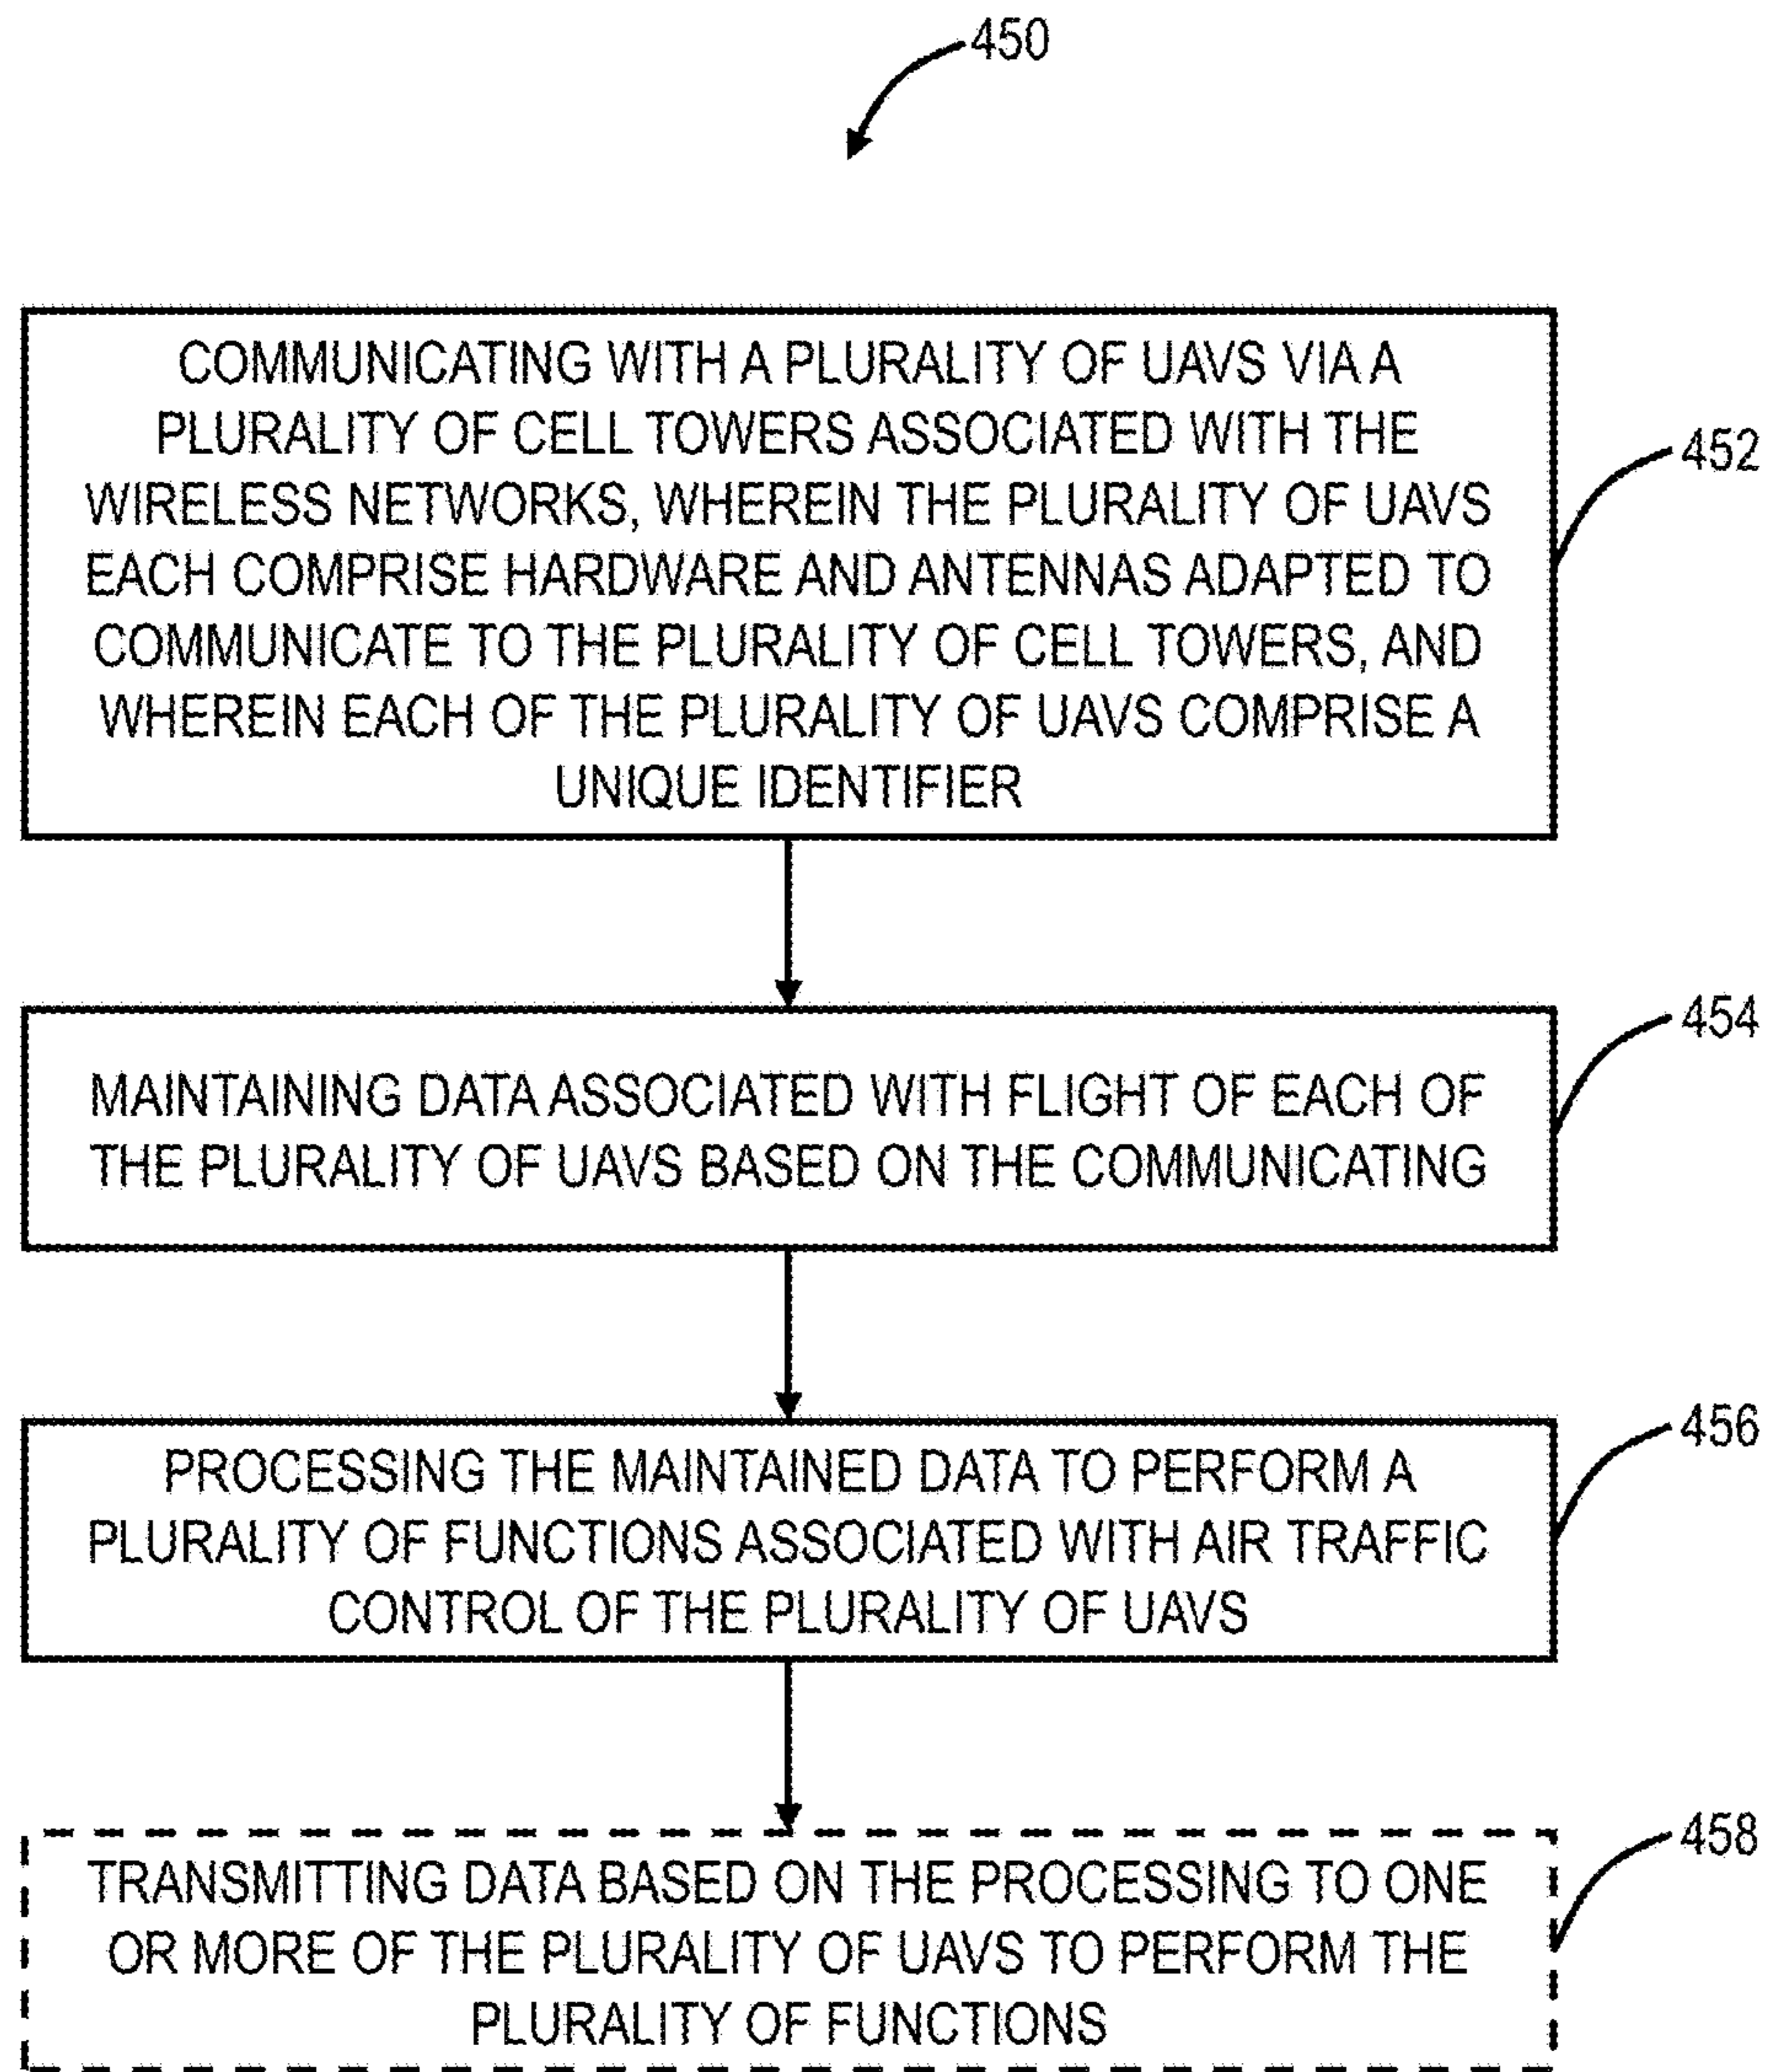 450
COMMUNICATING WITH A PLURALITY OF UAVS VIA A
PLURALITY OF CELL TOWERS ASSOCIATED WITH THE
WIRELESS NETWORKS, WHEREIN THE PLURALITY OF UAVS
EACH COMPRISE HARDWARE AND ANTENNAS ADAPTED TO
COMMUNICATE TO THE PLURALITY OF CELL TOWERS, AND
WHEREIN EACH OF THE PLURALITY OF UAVS COMPRISE A
UNIQUE IDENTIFIER
452
MAINTAINING DATA ASSOCIATED WITH FLIGHT OF EACH OF
THE PLURALITY OF UAVS BASED ON THE COMMUNICATING
454
PROCESSING THE MAINTAINED DATA TO PERFORM A
PLURALITY OF FUNCTIONS ASSOCIATED WITH AIR TRAFFIC
CONTROL OF THE PLURALITY OF UAVS
456
TRANSMITTING DATA BASED ON THE PROCESSING TO ONE
OR MORE OF THE PLURALITY OF UAVS TO PERFORM THE
PLURALITY OF FUNCTIONS
458